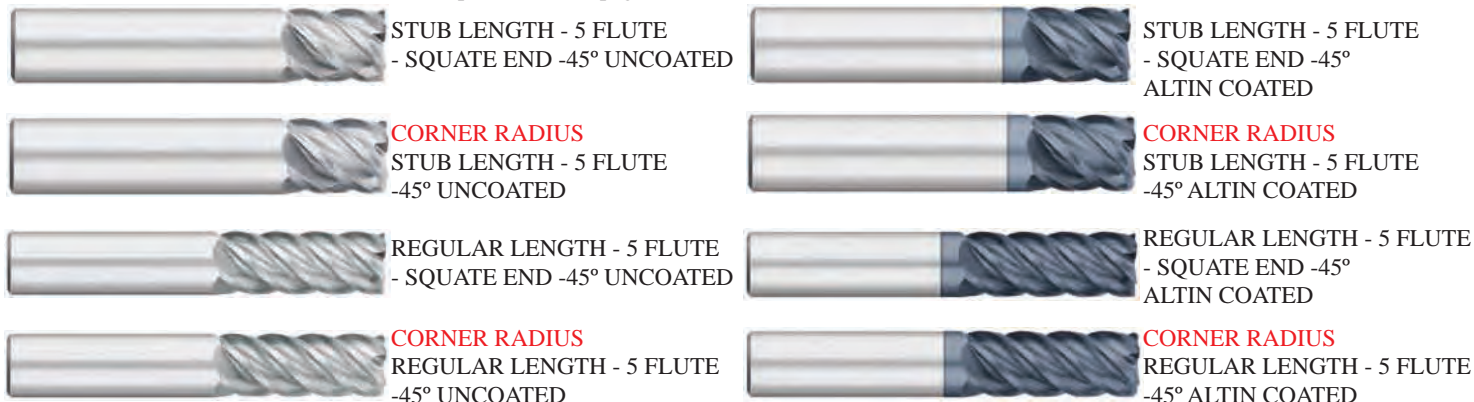 STUB LENGTH - 5 FLUTE
- SQUATE END -45º UNCOATED
STUB LENGTH - 5 FLUTE
- SQUATE END -45º
ALTIN COATED
CORNER RADIUS
STUB LENGTH - 5 FLUTE
-45º UNCOATED
CORNER RADIUS
STUB LENGTH - 5 FLUTE
-45º ALTIN COATED
REGULAR LENGTH - 5 FLUTE
- SQUATE END -45º UNCOATED
REGULAR LENGTH - 5 FLUTE
- SQUATE END -45º
ALTIN COATED
CORNER RADIUS
REGULAR LENGTH - 5 FLUTE
-45º UNCOATED
CORNER RADIUS
REGULAR LENGTH - 5 FLUTE
-45º ALTIN COATED